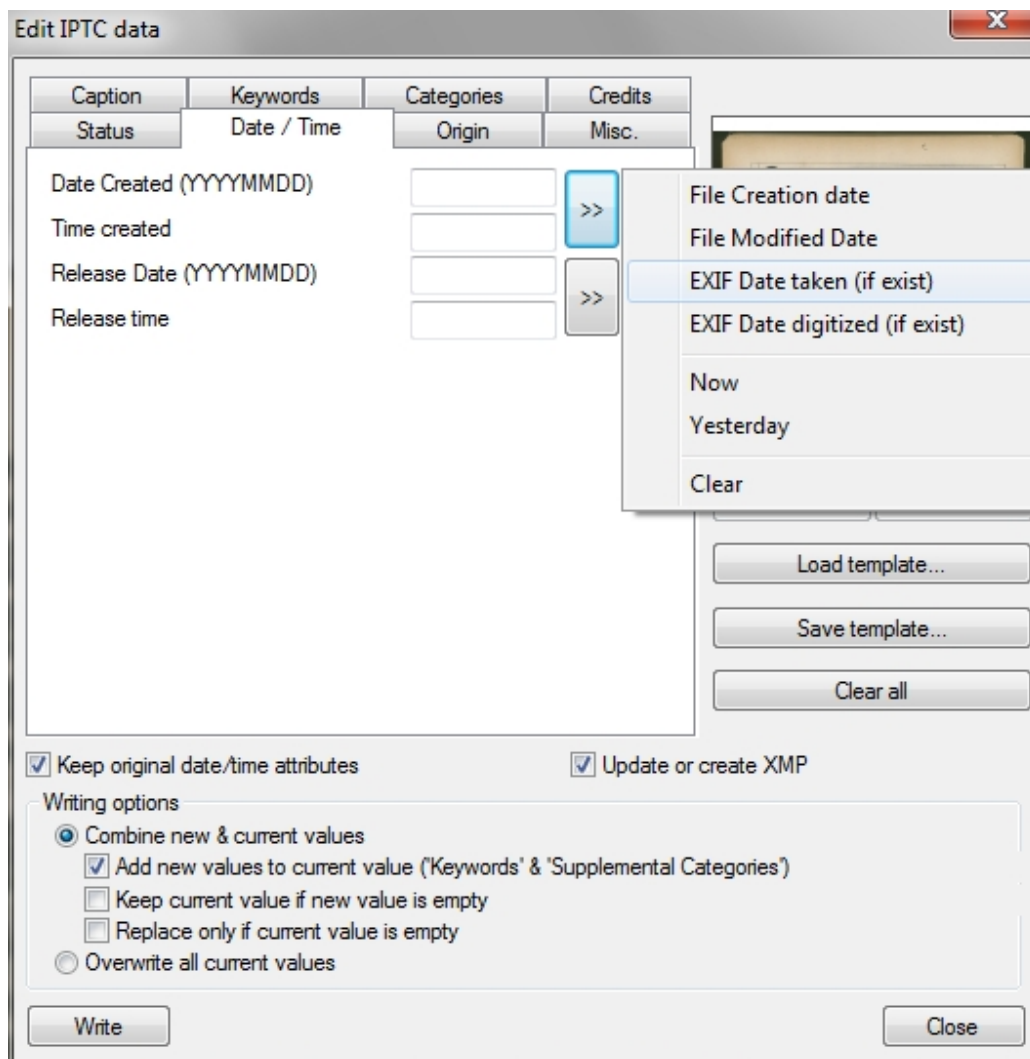 Edit IPTC data
x
Caption Keywords Categories Credits
Status Date / Time Origin Misc.
Date Created (YYYYMMDD)
>>
Time created
Release Date (YYYYMMDD)
>>
Release time
File Creation date
File Modified Date
EXIF Date taken (if exist)
EXIF Date digitized (if exist)
Now
Yesterday
Clear
Load template...
Save template...
Clear all
Keep original date/time attributes Update or create XMP
Writing options
Combine new & current values
Add new values to current value ('Keywords' & 'Supplemental Categories')
Keep current value if new value is empty
Replace only if current value is empty
Overwrite all current values
Write Close